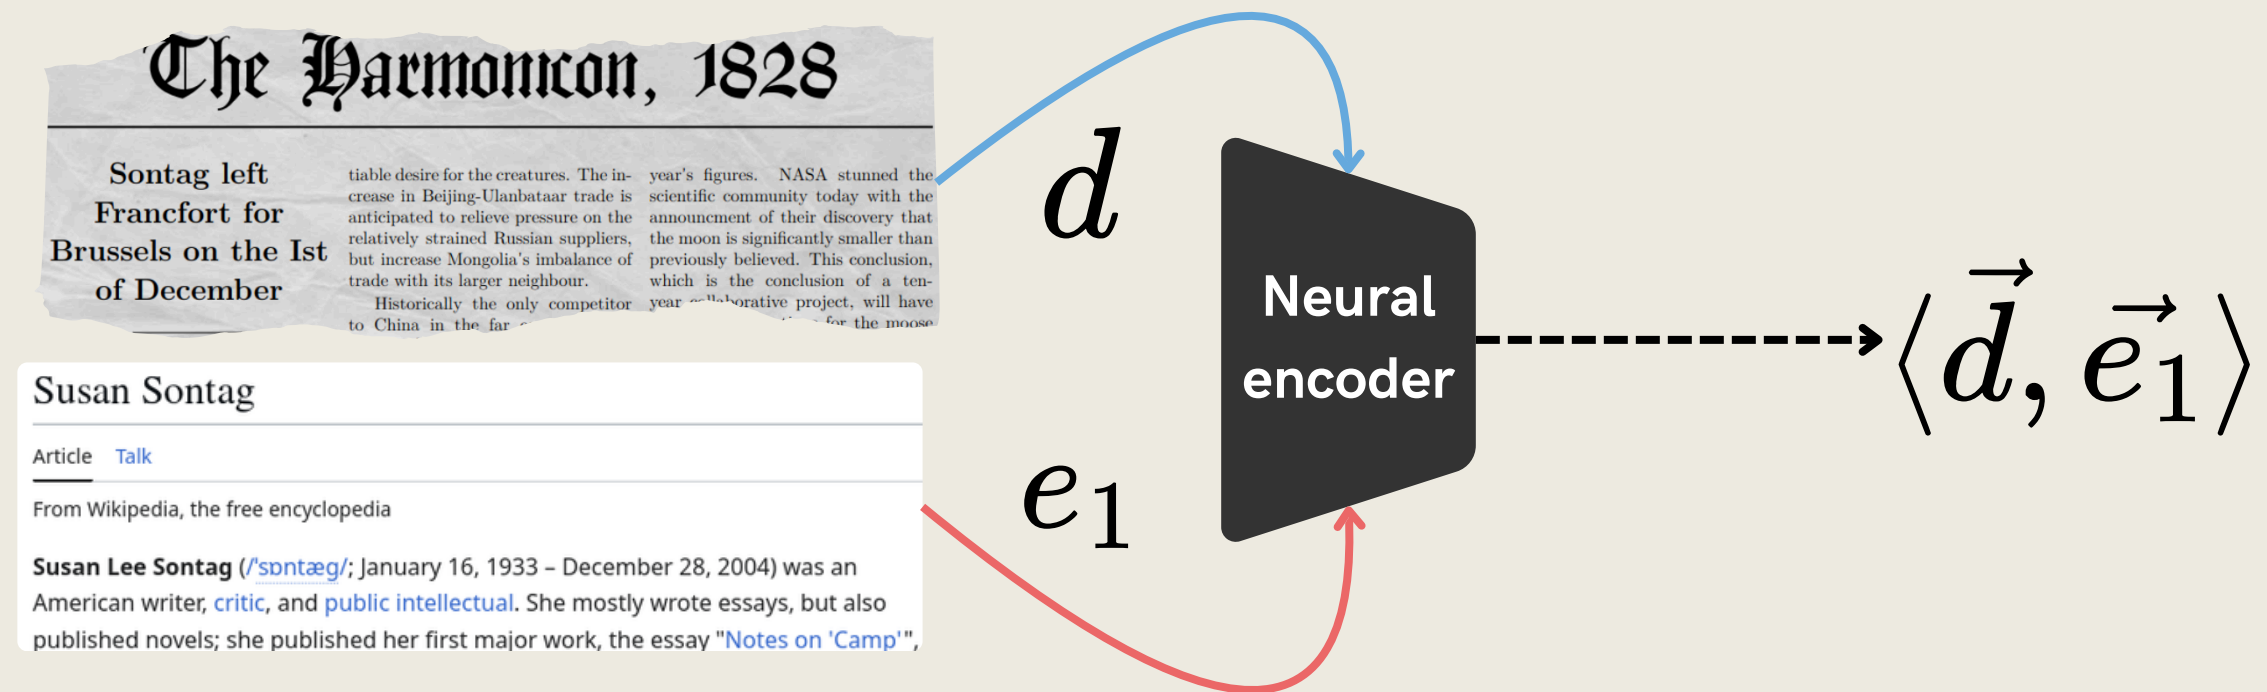 The Harmonicon, 1828
Sontag left
Francfort for
Brussels on the Ist
of December
tiable desire for the creatures. The in-
crease in Beijing-Ulanbataar trade is
anticipated to relieve pressure on the
relatively strained Russian suppliers,
but increase Mongolia's imbalance of
trade with its larger neighbour.
Historically the only competitor
to China in the far
year's figures. NASA stunned the
scientific community today with the
announcment of their discovery that
the moon is significantly smaller than
previously believed. This conclusion,
which is the conclusion of a ten-
year collaborative project, will have
for the moose
d
Susan Sontag
Article Talk
From Wikipedia, the free encyclopedia
Susan Lee Sontag (/ˈsɒntæɡ/; January 16, 1933 – December 28, 2004) was an
American writer, critic, and public intellectual. She mostly wrote essays, but also
published novels; she published her first major work, the essay "Notes on 'Camp'",
e₁
Neural
encoder
⟨d⃗, e⃗₁⟩